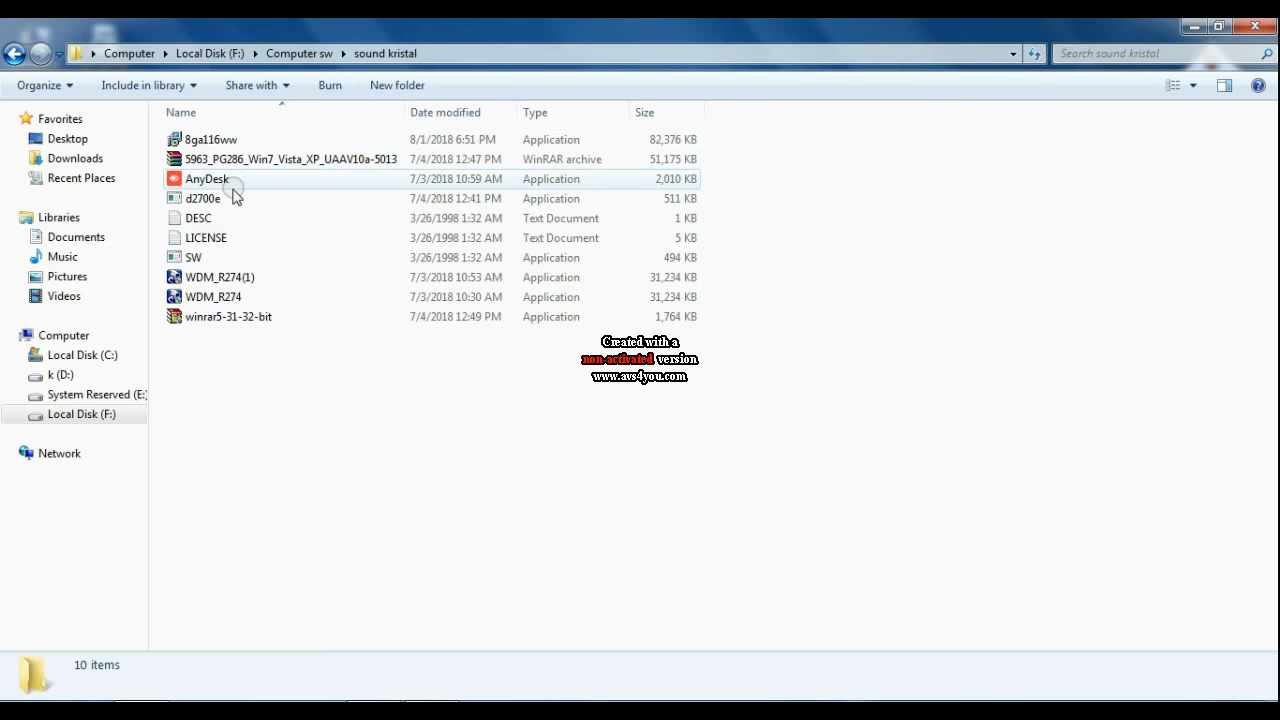 Computer Local Disk (F:) Computer sw sound kristal Search sound kristal
Organize Include in library Share with Burn New folder
Favorites
Desktop
Downloads
Recent Places
Libraries
Documents
Music
Pictures
Videos
Computer
Local Disk (C:)
k (D:)
System Reserved (E:)
Local Disk (F:)
Network
Name Date modified Type Size
8ga116ww 8/1/2018 6:51 PM Application 82,376 KB
5963_PG286_Win7_Vista_XP_UAAV10a-5013 7/4/2018 12:47 PM WinRAR archive 51,175 KB
AnyDesk 7/3/2018 10:59 AM Application 2,010 KB
d2700e 7/4/2018 12:41 PM Application 511 KB
DESC 3/26/1998 1:32 AM Text Document 1 KB
LICENSE 3/26/1998 1:32 AM Text Document 5 KB
SW 3/26/1998 1:32 AM Application 494 KB
WDM_R274(1) 7/3/2018 10:53 AM Application 31,234 KB
WDM_R274 7/3/2018 10:30 AM Application 31,234 KB
winrar5-31-32-bit 7/4/2018 12:49 PM Application 1,764 KB
Created with a
non-activated version
www.avs4you.com
10 items